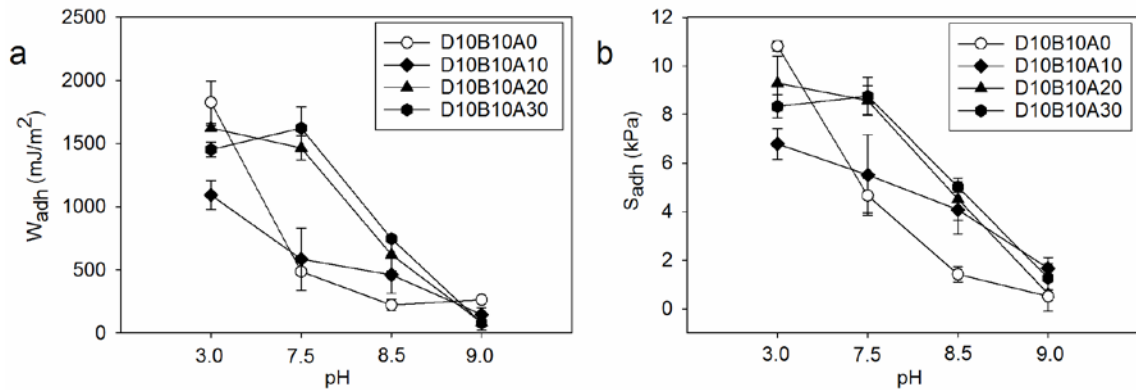 a
2500
2000
1500
1000
500
0
W_adh (mJ/m²)
3.0 7.5 8.5 9.0
pH
D10B10A0
D10B10A10
D10B10A20
D10B10A30
b
12
10
8
6
4
2
0
S_adh (kPa)
3.0 7.5 8.5 9.0
pH
D10B10A0
D10B10A10
D10B10A20
D10B10A30